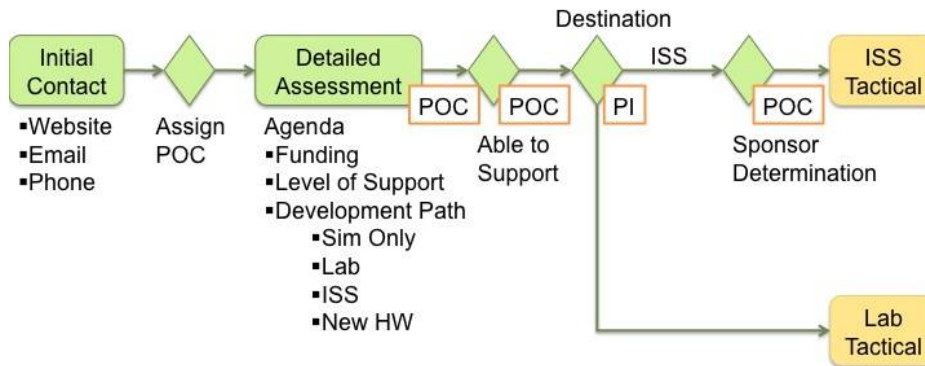 Initial
Contact
▪Website
▪Email
▪Phone
Assign
POC
Detailed
Assessment
POC
Agenda
▪Funding
▪Level of Support
▪Development Path
▪Sim Only
▪Lab
▪ISS
▪New HW
POC
Able to
Support
Destination
PI
ISS
POC
Sponsor
Determination
ISS
Tactical
Lab
Tactical